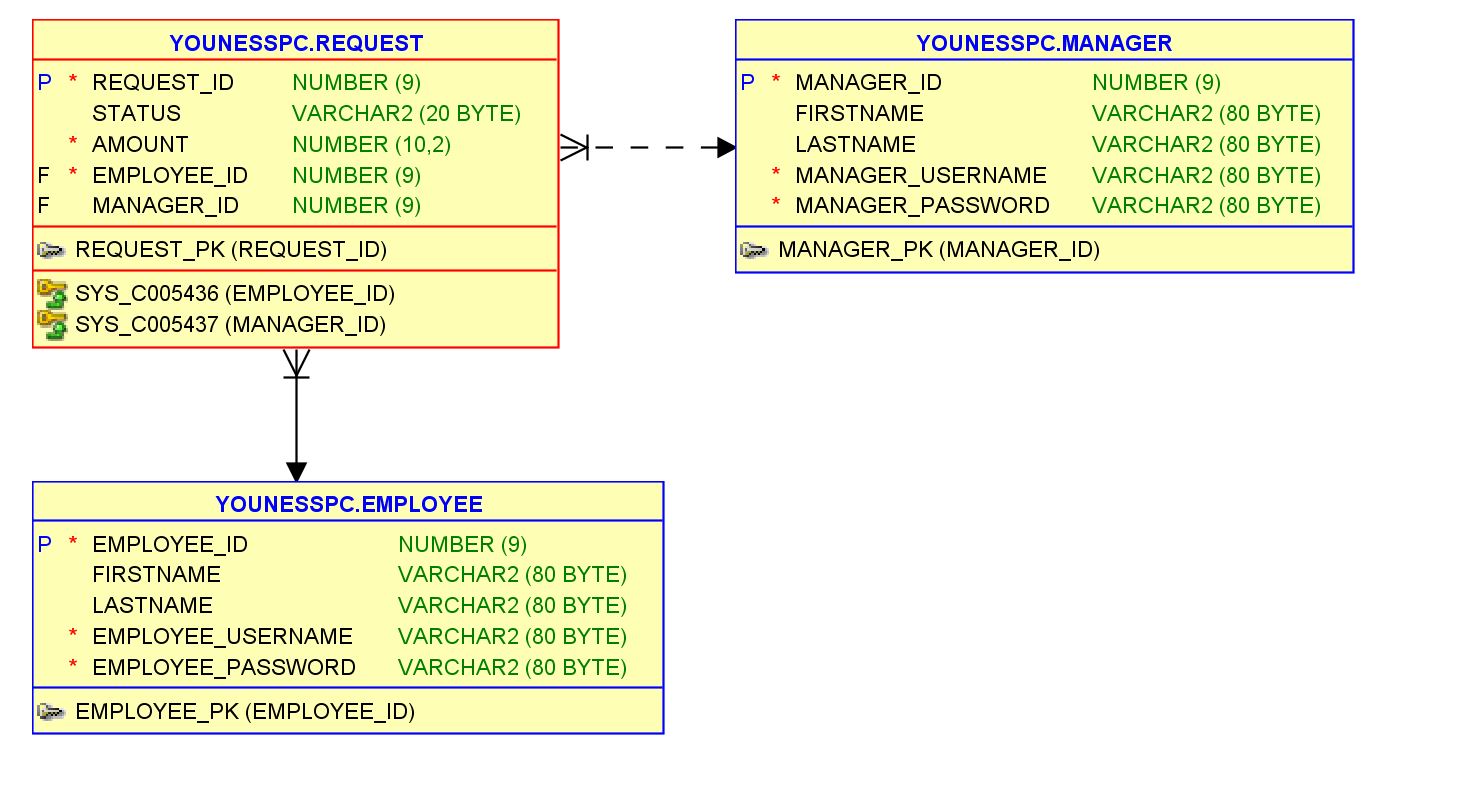 YOUNESSPC.REQUEST
P * REQUEST_ID NUMBER (9)
STATUS VARCHAR2 (20 BYTE)
* AMOUNT NUMBER (10,2)
F * EMPLOYEE_ID NUMBER (9)
F MANAGER_ID NUMBER (9)
REQUEST_PK (REQUEST_ID)
SYS_C005436 (EMPLOYEE_ID)
SYS_C005437 (MANAGER_ID)
YOUNESSPC.MANAGER
P * MANAGER_ID NUMBER (9)
FIRSTNAME VARCHAR2 (80 BYTE)
LASTNAME VARCHAR2 (80 BYTE)
* MANAGER_USERNAME VARCHAR2 (80 BYTE)
* MANAGER_PASSWORD VARCHAR2 (80 BYTE)
MANAGER_PK (MANAGER_ID)
YOUNESSPC.EMPLOYEE
P * EMPLOYEE_ID NUMBER (9)
FIRSTNAME VARCHAR2 (80 BYTE)
LASTNAME VARCHAR2 (80 BYTE)
* EMPLOYEE_USERNAME VARCHAR2 (80 BYTE)
* EMPLOYEE_PASSWORD VARCHAR2 (80 BYTE)
EMPLOYEE_PK (EMPLOYEE_ID)